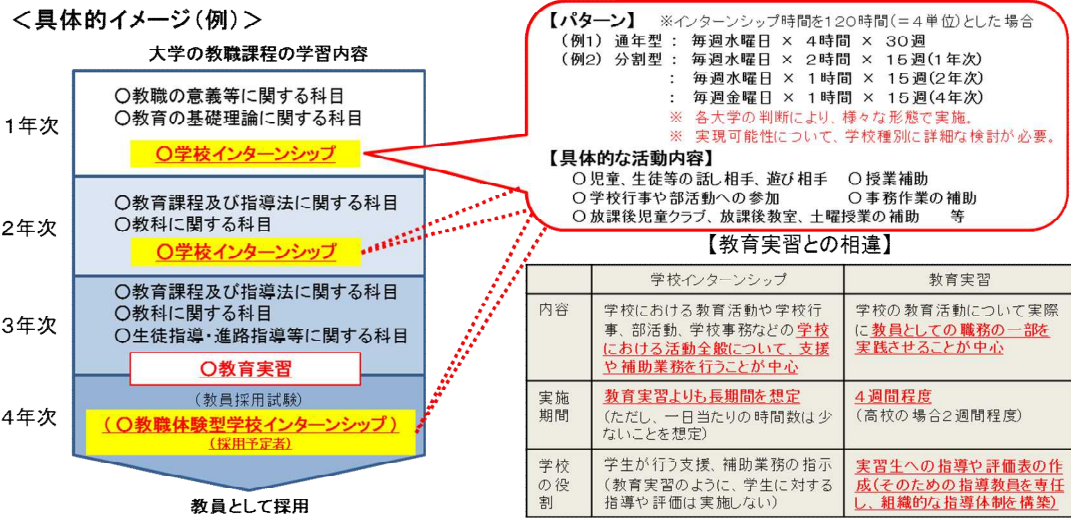 ＜具体的イメージ（例）＞
大学の教職課程の学習内容
1年次
○教職の意義等に関する科目
○教育の基礎理論に関する科目
○学校インターンシップ
2年次
○教育課程及び指導法に関する科目
○教科に関する科目
○学校インターンシップ
3年次
○教育課程及び指導法に関する科目
○教科に関する科目
○生徒指導・進路指導等に関する科目
○教育実習
4年次
（教員採用試験）
（○教職体験型学校インターンシップ）
（採用予定者）
教員として採用
【パターン】　※インターンシップ時間を120時間（＝4単位）とした場合
（例1） 通年型 ： 毎週水曜日 × 4時間 × 30週
（例2） 分割型 ： 毎週水曜日 × 2時間 × 15週（1年次）
： 毎週水曜日 × 1時間 × 15週（2年次）
： 毎週金曜日 × 1時間 × 15週（4年次）
※ 各大学の判断により、様々な形態で実施。
※ 実現可能性について、学校種別に詳細な検討が必要。
【具体的な活動内容】
○児童、生徒等の話し相手、遊び相手　○授業補助
○学校行事や部活動への参加　○事務作業の補助
○放課後児童クラブ、放課後教室、土曜授業の補助　等
【教育実習との相違】
学校インターンシップ　教育実習
内容
学校における教育活動や学校行
事、部活動、学校事務などの学校
における活動全般について、支援
や補助業務を行うことが中心
学校の教育活動について実際
に教員としての職務の一部を
実践させることが中心
実施
期間
教育実習よりも長期間を想定
（ただし、一日当たりの時間数は少
ないことを想定）
4週間程度
（高校の場合2週間程度）
学校
の役
割
学生が行う支援、補助業務の指示
（教育実習のように、学生に対する
指導や評価は実施しない）
実習生への指導や評価表の作
成（そのための指導教員を専任
し、組織的な指導体制を構築）